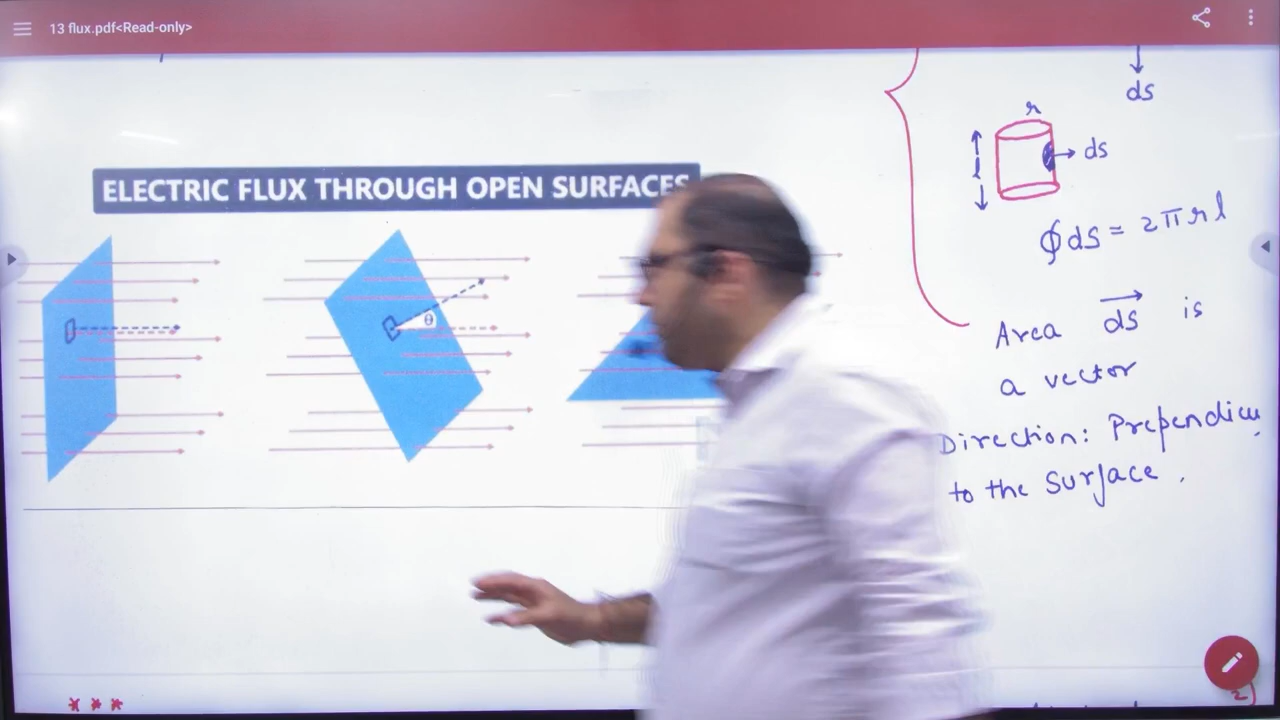 13 flux.pdf<Read-only>
ELECTRIC FLUX THROUGH OPEN SURFACES
θ
ds
r
l
ds
∮ds = 2πrl
Area ds is
a vector
Direction: Prependicu
to the Surface.
***
2)